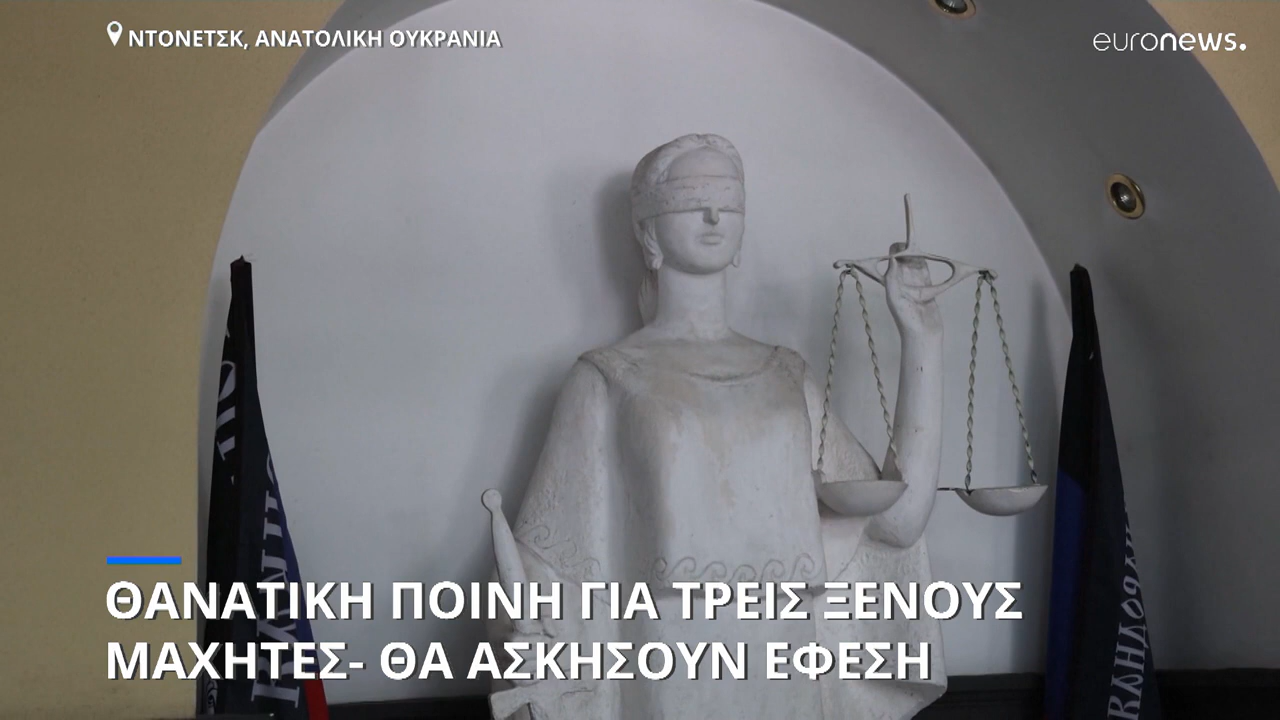 ΝΤΟΝΕΤΣΚ, ΑΝΑΤΟΛΙΚΗ ΟΥΚΡΑΝΙΑ
euronews.
ΘΑΝΑΤΙΚΗ ΠΟΙΝΗ ΓΙΑ ΤΡΕΙΣ ΞΕΝΟΥΣ
ΜΑΧΗΤΕΣ- ΘΑ ΑΣΚΗΣΟΥΝ ΕΦΕΣΗ